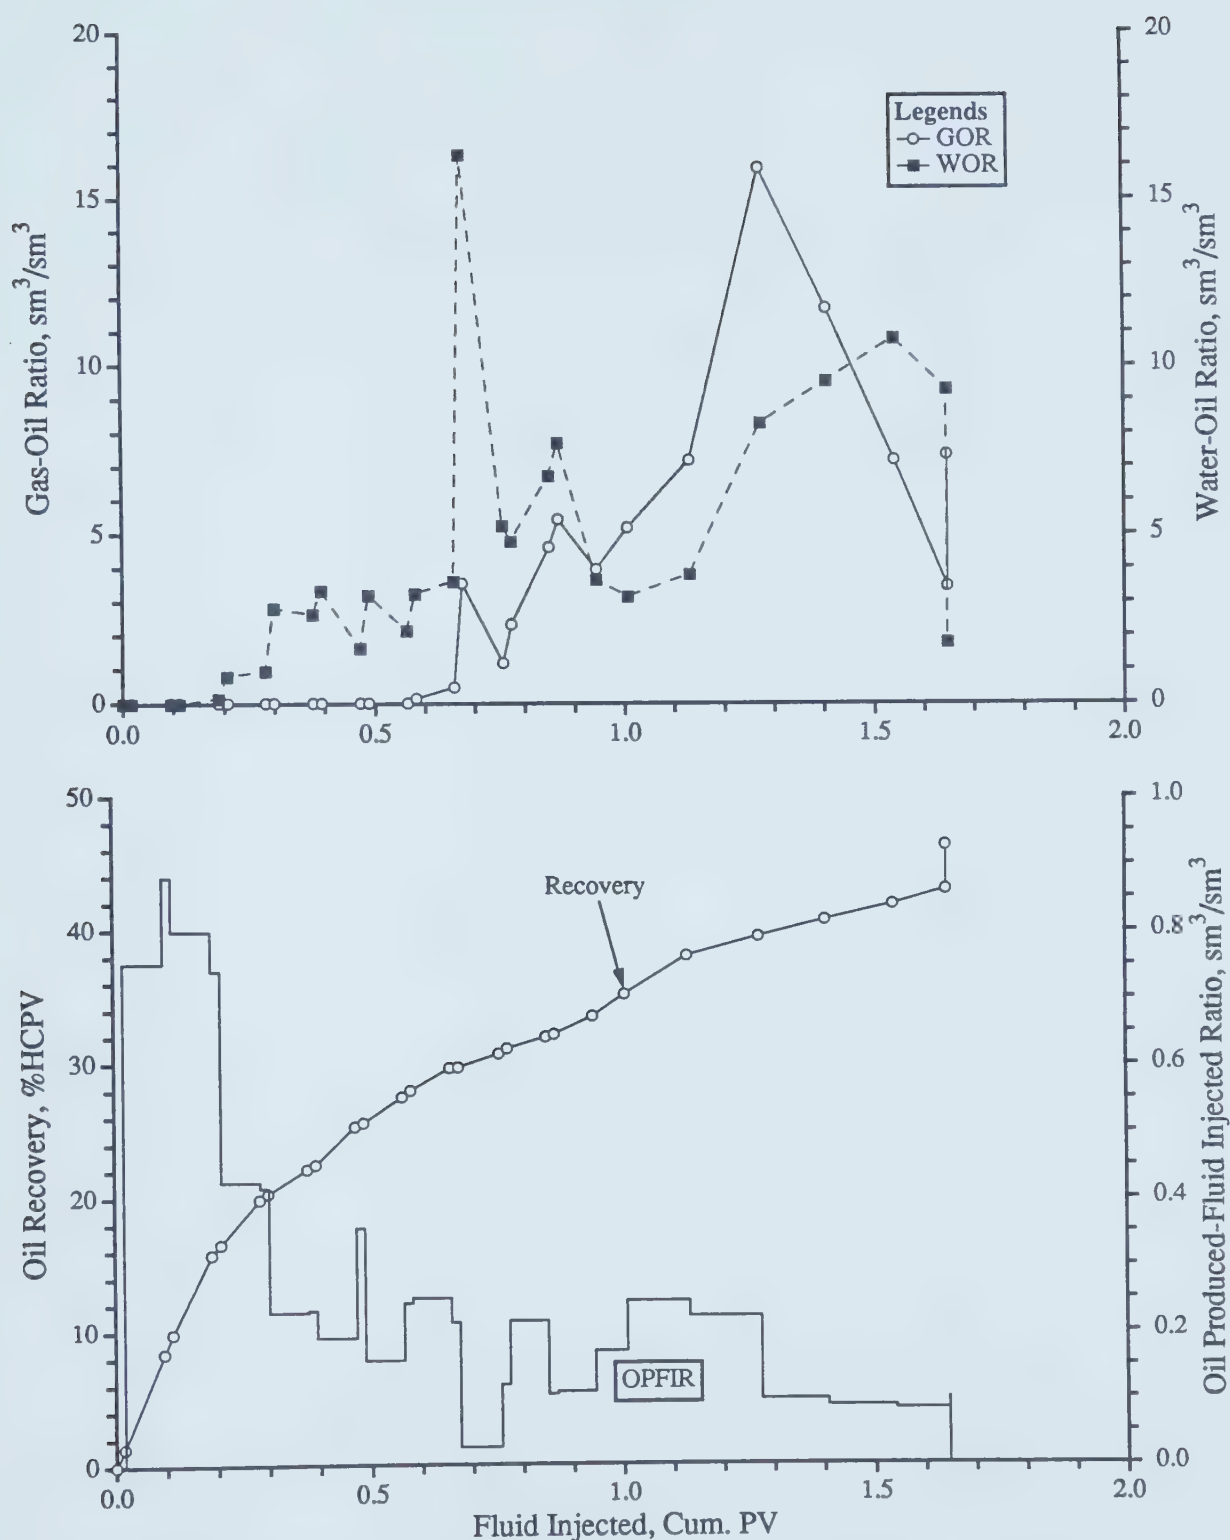 20
15
10
5
0
Gas-Oil Ratio, sm³/sm³
20
15
10
5
0
Water-Oil Ratio, sm³/sm³
Legends
GOR
WOR
0.0 0.5 1.0 1.5 2.0
50
40
30
20
10
0
Oil Recovery, %HCPV
1.0
0.8
0.6
0.4
0.2
0.0
Oil Produced-Fluid Injected Ratio, sm³/sm³
Recovery
OPFIR
0.0 0.5 1.0 1.5 2.0
Fluid Injected, Cum. PV